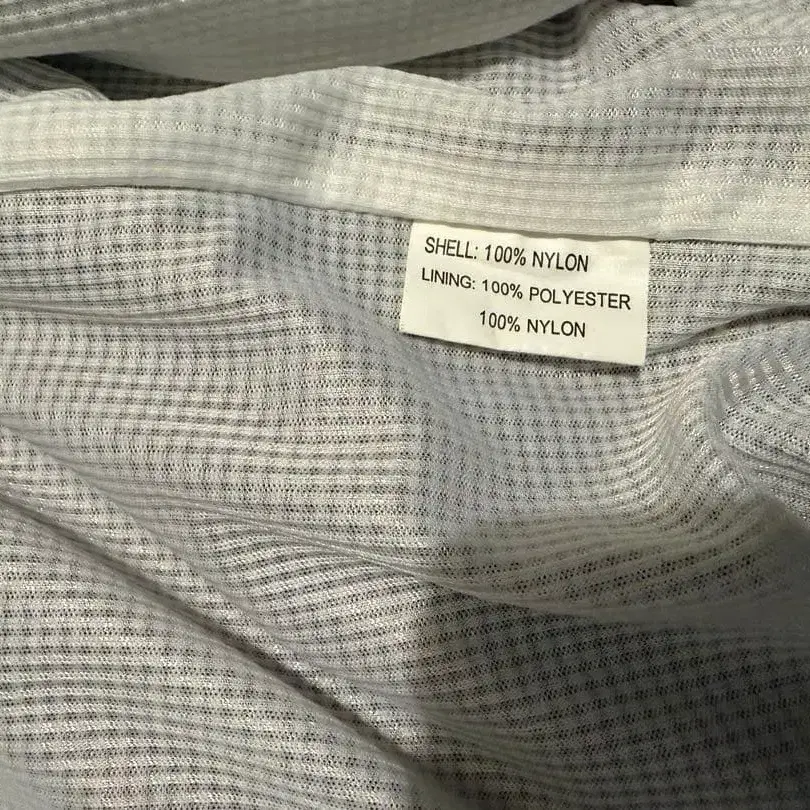 SHELL: 100% NYLON
LINING: 100% POLYESTER
100% NYLON